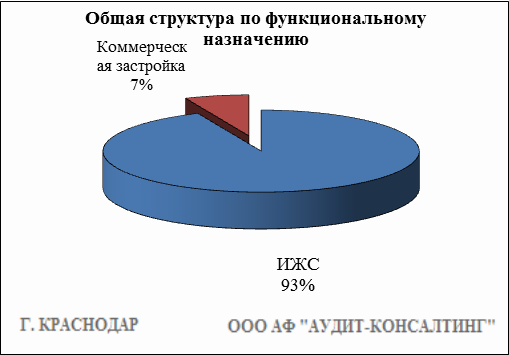 Общая структура по функциональному
назначению
Коммерческ
ая застройка
7%
ИЖС
93%
Г. КРАСНОДАР
ООО АФ "АУДИТ-КОНСАЛТИНГ"